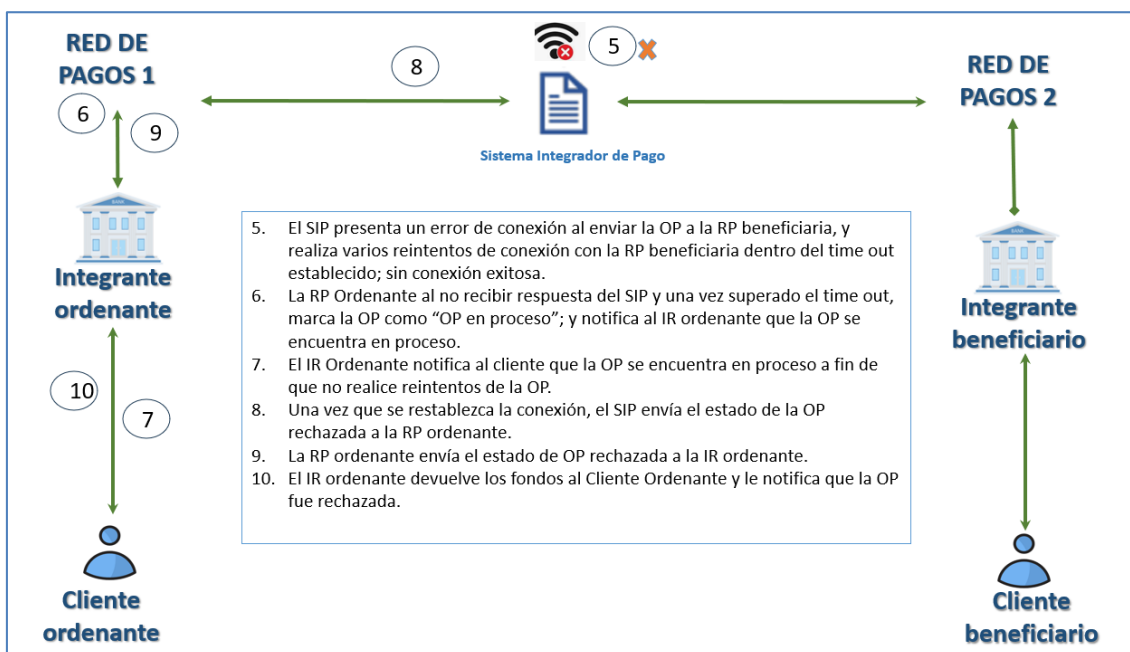 RED DE
PAGOS 1
8
5
RED DE
PAGOS 2
6
9
Sistema Integrador de Pago
Integrante
ordenante
Integrante
beneficiario
5. El SIP presenta un error de conexión al enviar la OP a la RP beneficiaria, y
realiza varios reintentos de conexión con la RP beneficiaria dentro del time out
establecido; sin conexión exitosa.
6. La RP Ordenante al no recibir respuesta del SIP y una vez superado el time out,
marca la OP como “OP en proceso”; y notifica al IR ordenante que la OP se
encuentra en proceso.
7. El IR Ordenante notifica al cliente que la OP se encuentra en proceso a fin de
que no realice reintentos de la OP.
8. Una vez que se restablezca la conexión, el SIP envía el estado de la OP
rechazada a la RP ordenante.
9. La RP ordenante envía el estado de OP rechazada a la IR ordenante.
10. El IR ordenante devuelve los fondos al Cliente Ordenante y le notifica que la OP
fue rechazada.
10
7
Cliente
ordenante
Cliente
beneficiario